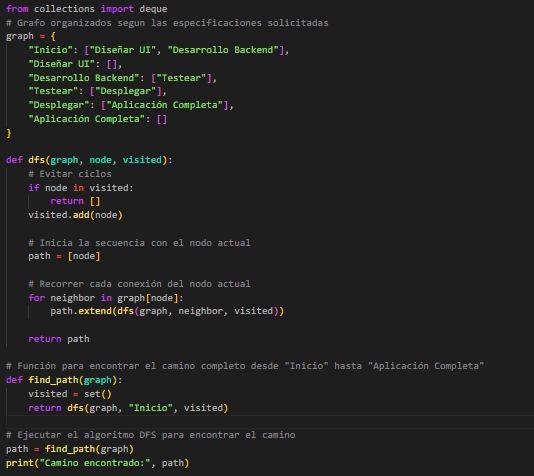 from collections import deque
# Grafo organizados segun las especificaciones solicitadas
graph = {
    "Inicio": ["Diseñar UI", "Desarrollo Backend"],
    "Diseñar UI": [],
    "Desarrollo Backend": ["Testear"],
    "Testear": ["Desplegar"],
    "Desplegar": ["Aplicación Completa"],
    "Aplicación Completa": []
}
def dfs(graph, node, visited):
    # Evitar ciclos
    if node in visited:
        return []
    visited.add(node)
    # Inicia la secuencia con el nodo actual
    path = [node]
    # Recorrer cada conexión del nodo actual
    for neighbor in graph[node]:
        path.extend(dfs(graph, neighbor, visited))
    return path
# Función para encontrar el camino completo desde "Inicio" hasta "Aplicación Completa"
def find_path(graph):
    visited = set()
    return dfs(graph, "Inicio", visited)
# Ejecutar el algoritmo DFS para encontrar el camino
path = find_path(graph)
print("Camino encontrado:", path)